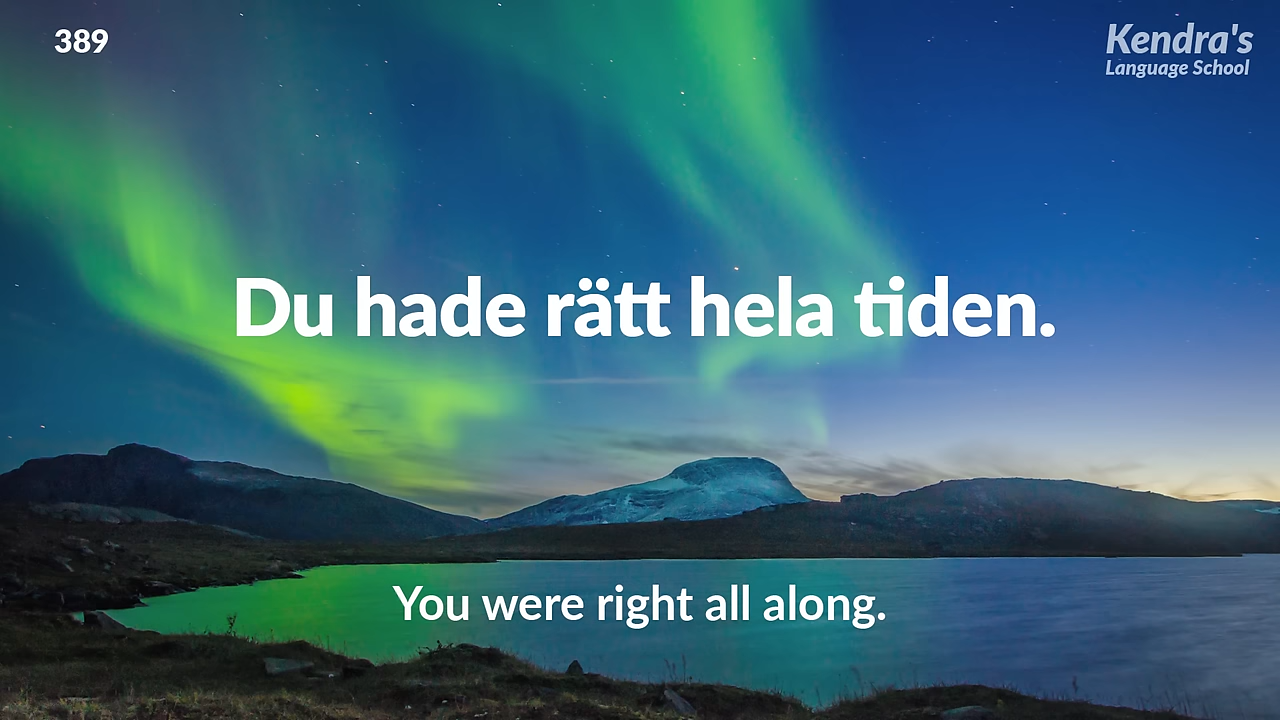 389
Kendra's
Language School
Du hade rätt hela tiden.
You were right all along.